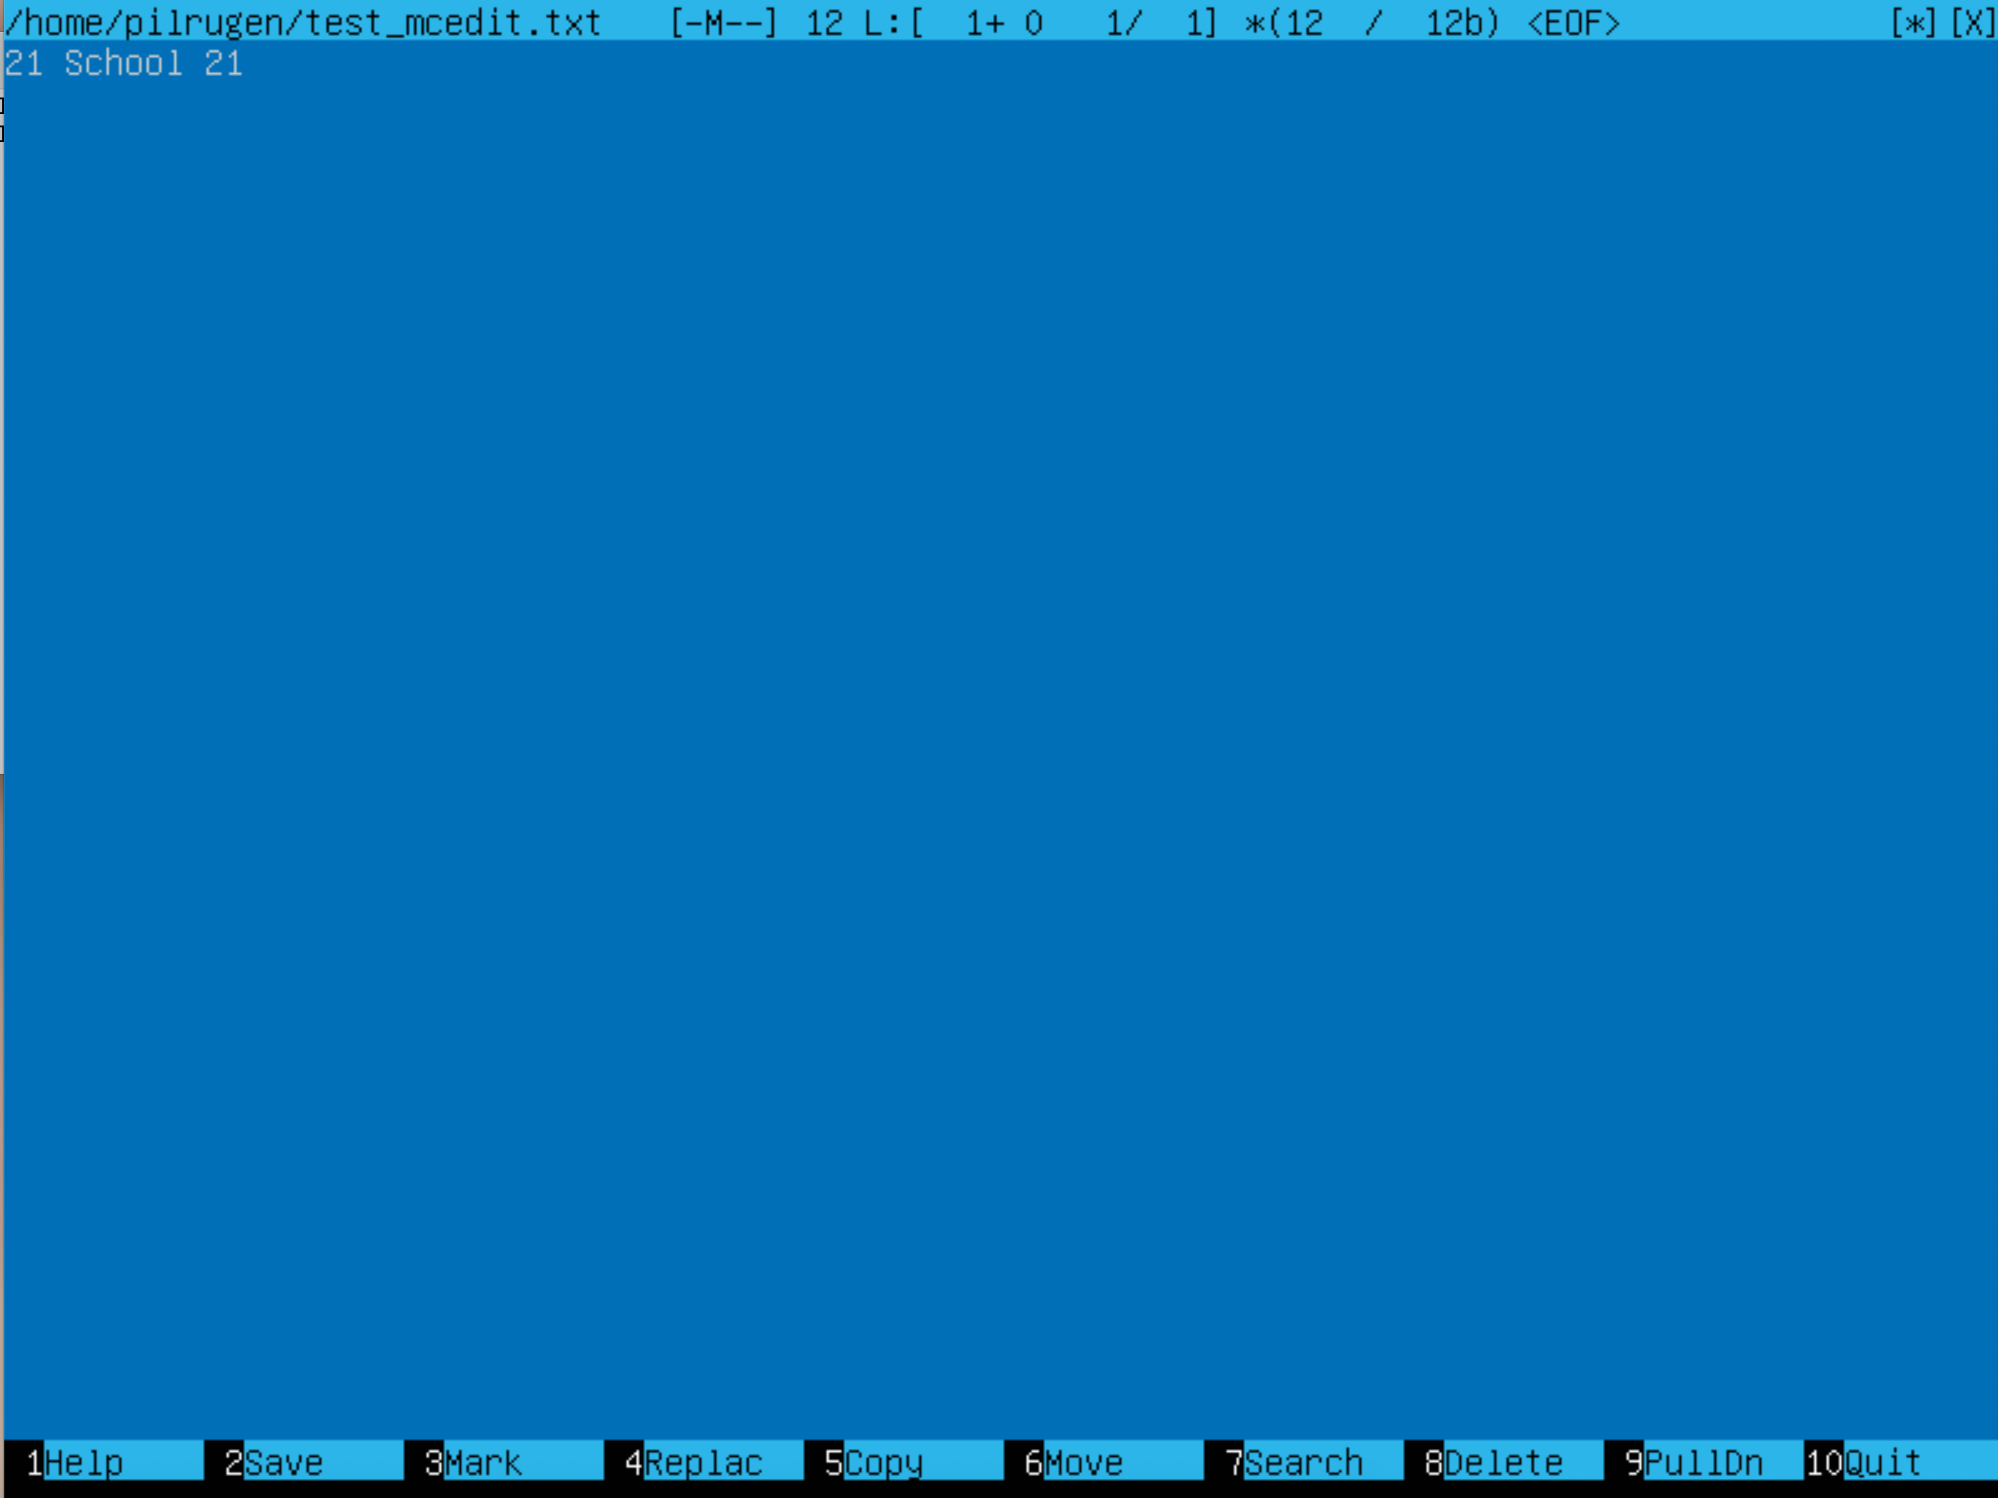 /home/pilrugen/test_mcedit.txt   [-M--] 12 L:[  1+ 0   1/  1] *(12  /  12b) <EOF>   [*][X]
21 School 21
1Help 2Save 3Mark 4Replac 5Copy 6Move 7Search 8Delete 9PullDn 10Quit